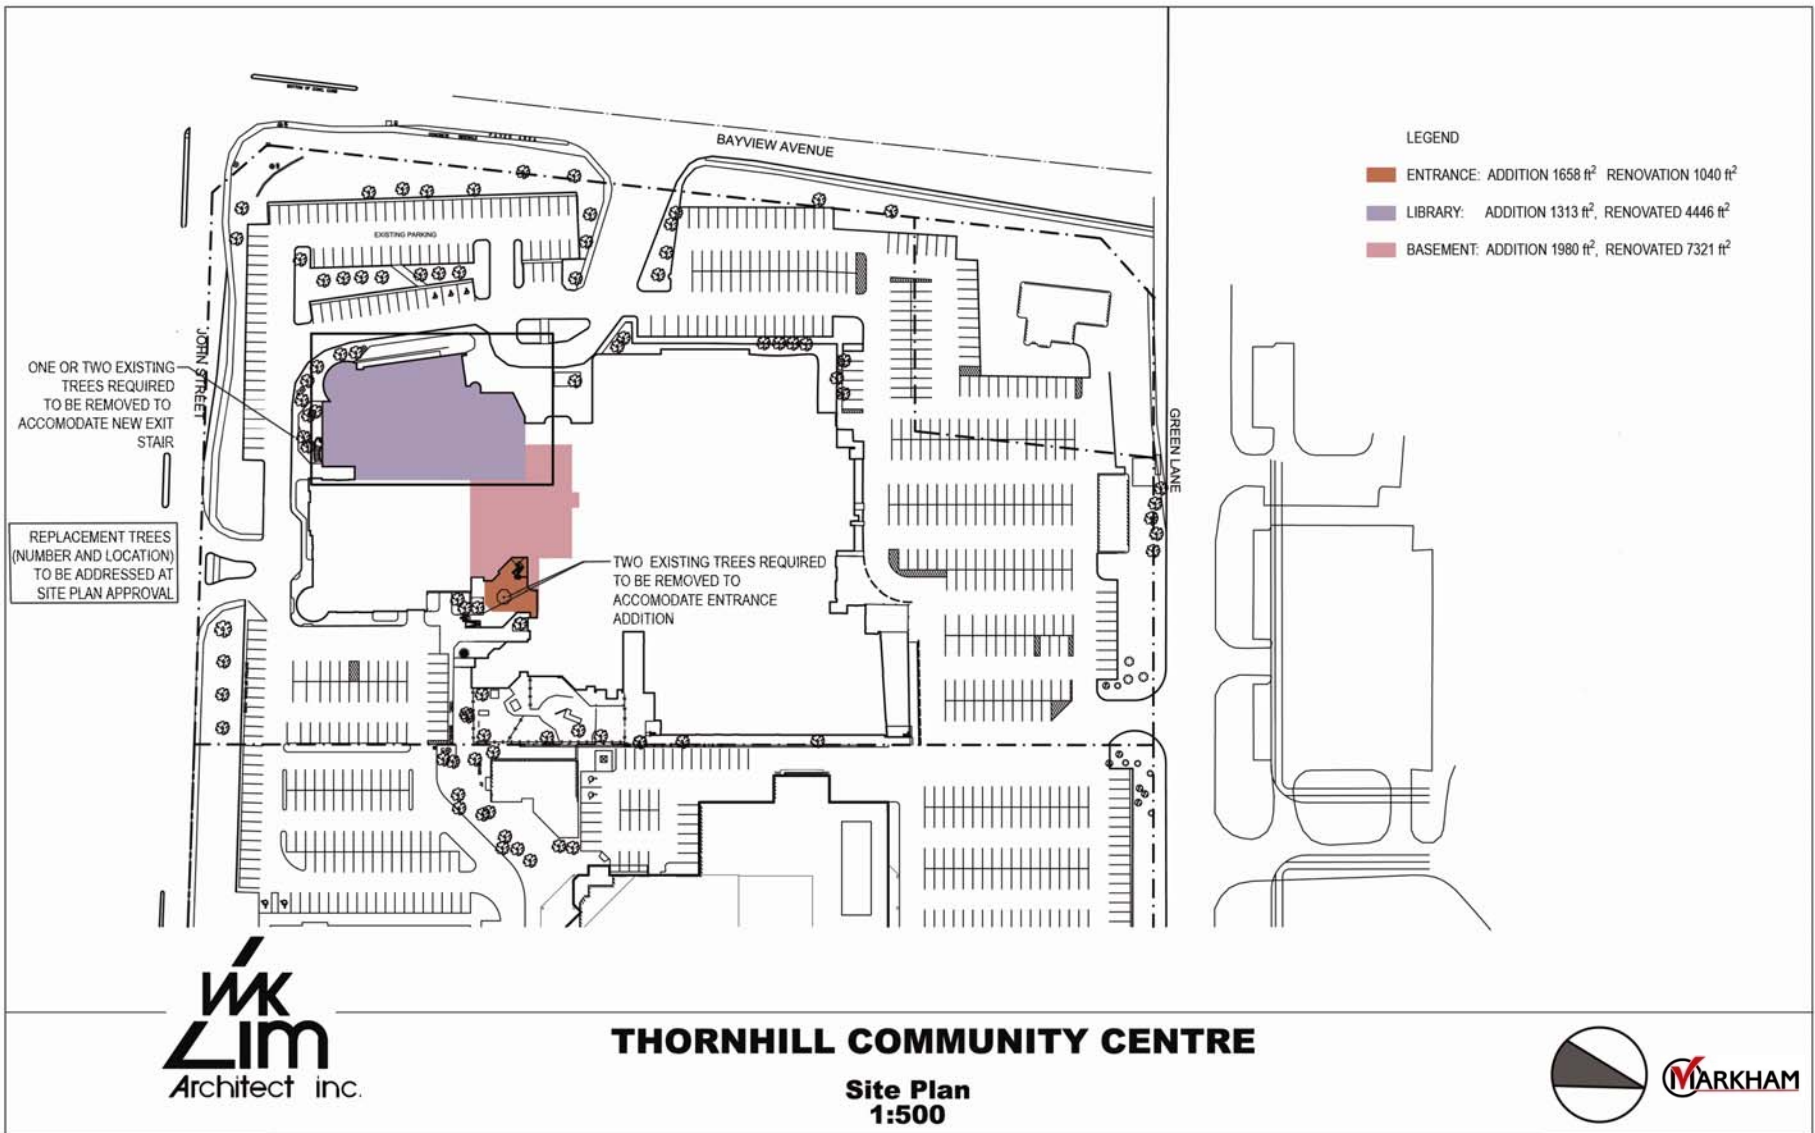 BAYVIEW AVENUE
LEGEND
ENTRANCE: ADDITION 1658 ft² RENOVATION 1040 ft²
LIBRARY: ADDITION 1313 ft², RENOVATED 4446 ft²
BASEMENT: ADDITION 1980 ft², RENOVATED 7321 ft²
EXISTING PARKING
JOHN STREET
ONE OR TWO EXISTING
TREES REQUIRED
TO BE REMOVED TO
ACCOMODATE NEW EXIT
STAIR
GREEN LANE
REPLACEMENT TREES
(NUMBER AND LOCATION)
TO BE ADDRESSED AT
SITE PLAN APPROVAL
TWO EXISTING TREES REQUIRED
TO BE REMOVED TO
ACCOMODATE ENTRANCE
ADDITION
WK
LIM
Architect inc.
THORNHILL COMMUNITY CENTRE
Site Plan
1:500
MARKHAM